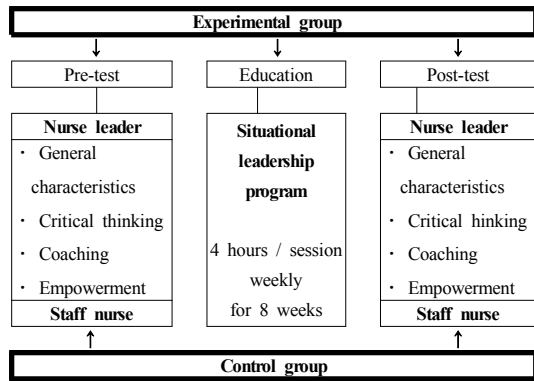 Experimental group
Pre-test
Education
Post-test
Nurse leader
· General
characteristics
· Critical thinking
· Coaching
· Empowerment
Staff nurse
Situational
leadership
program
4 hours / session
weekly
for 8 weeks
Nurse leader
· General
characteristics
· Critical hinking
· Coaching
· Empowerment
Staff nurse
Control group